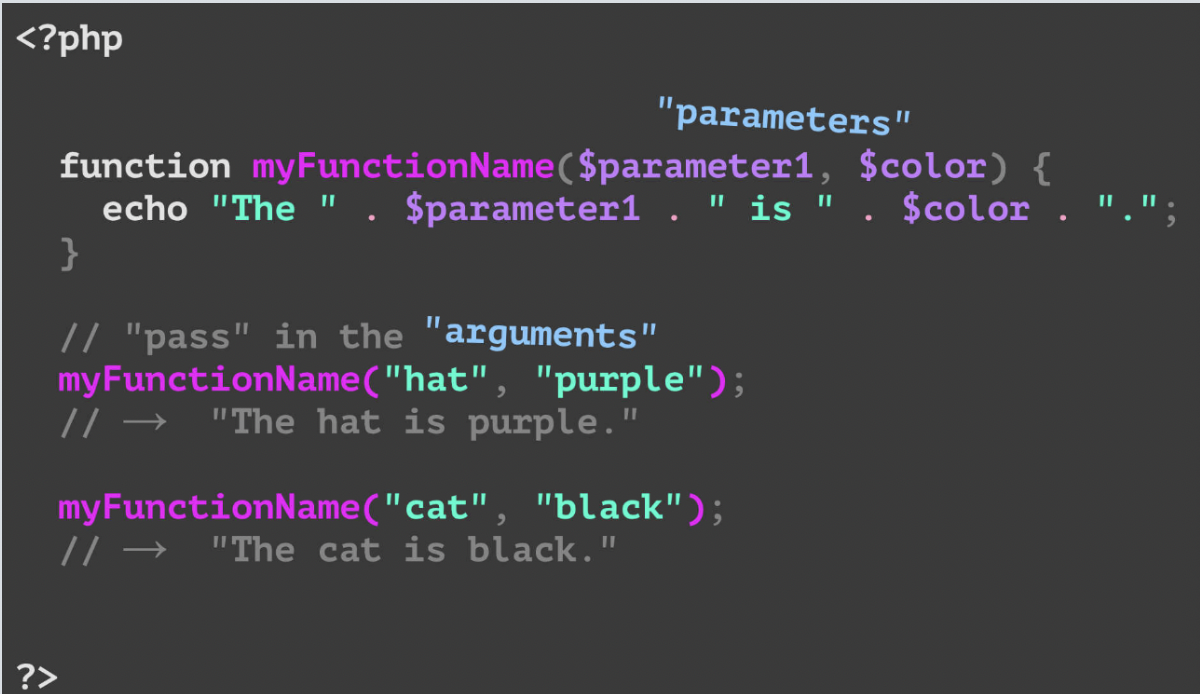 <?php
"parameters"
function myFunctionName($parameter1, $color) {
echo "The " . $parameter1 . " is " . $color . ".";
}
// "pass" in the "arguments"
myFunctionName("hat", "purple");
// ⟶ "The hat is purple."
myFunctionName("cat", "black");
// ⟶ "The cat is black."
?>